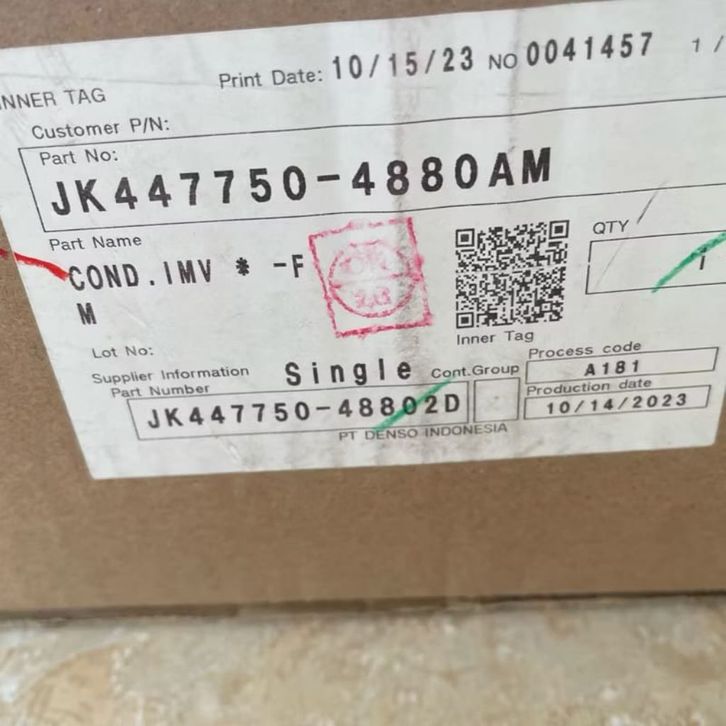 Print Date: 10/15/23 NO 0041457 1 /
INNER TAG
Customer P/N:
Part No:
JK447750-4880AM
Part Name
COND.IMV * -F
M
QTY
1
Inner Tag
Lot No:
Supplier Information Single Cont.Group
Process code
A181
Part Number
JK447750-48802D
Production date
10/14/2023
PT DENSO INDONESIA